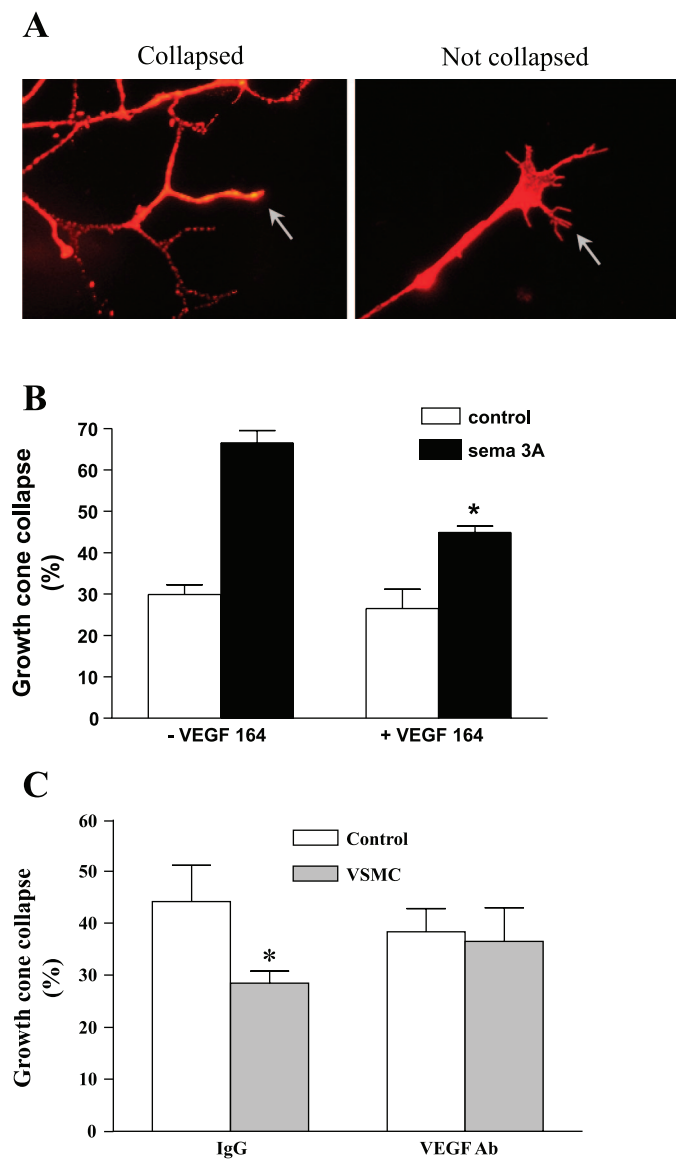 A
Collapsed Not collapsed
B
control
sema 3A
Growth cone collapse
(%)
70
60
50
40
30
20
10
0
*
- VEGF 164 + VEGF 164
C
Control
VSMC
Growth cone collapse
(%)
60
50
40
30
20
10
0
*
IgG VEGF Ab